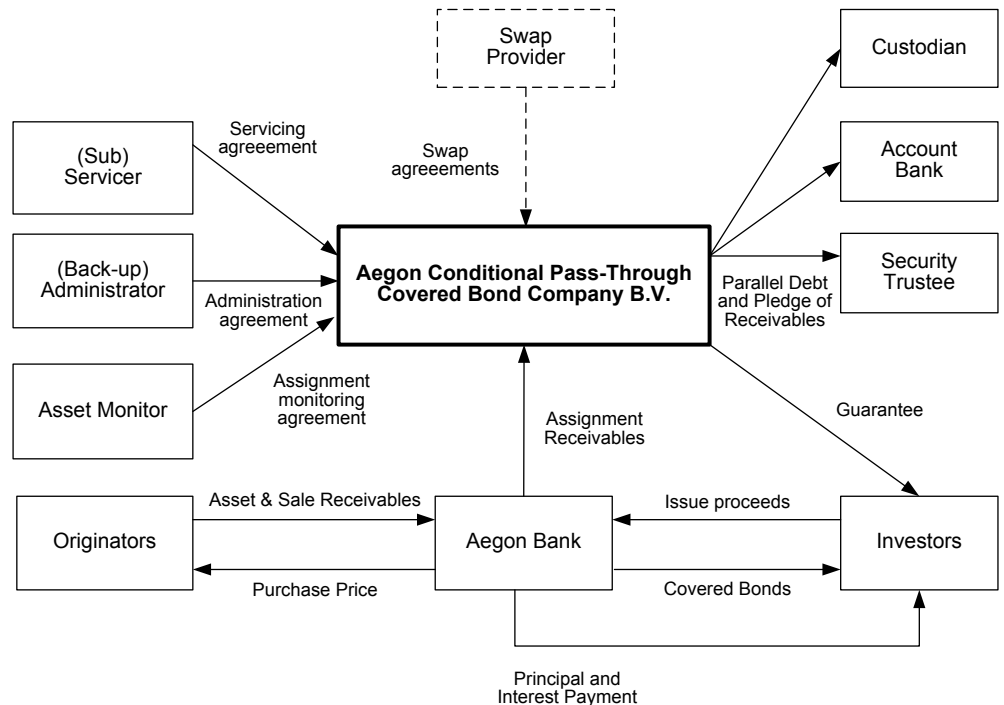 Swap
Provider
Custodian
Servicing
agreeement
(Sub)
Servicer
Swap
agreeements
Account
Bank
Aegon Conditional Pass-Through
Covered Bond Company B.V.
(Back-up)
Administrator
Administration
agreement
Parallel Debt
and Pledge of
Receivables
Security
Trustee
Asset Monitor
Assignment
monitoring
agreement
Assignment
Receivables
Guarantee
Originators
Asset & Sale Receivables
Purchase Price
Aegon Bank
Issue proceeds
Covered Bonds
Investors
Principal and
Interest Payment